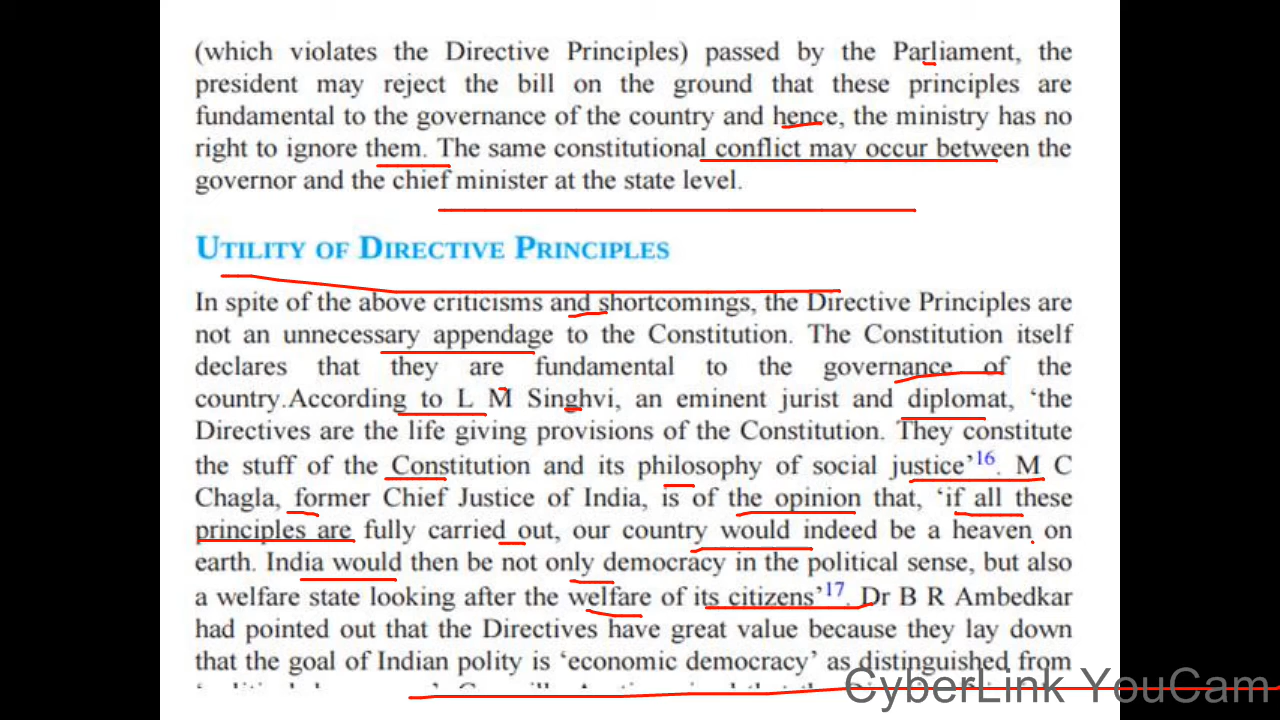 (which violates the Directive Principles) passed by the Parliament, the
president may reject the bill on the ground that these principles are
fundamental to the governance of the country and hence, the ministry has no
right to ignore them. The same constitutional conflict may occur between the
governor and the chief minister at the state level.
UTILITY OF DIRECTIVE PRINCIPLES
In spite of the above criticisms and shortcomings, the Directive Principles are
not an unnecessary appendage to the Constitution. The Constitution itself
declares that they are fundamental to the governance of the
country.According to L M Singhvi, an eminent jurist and diplomat, ‘the
Directives are the life giving provisions of the Constitution. They constitute
the stuff of the Constitution and its philosophy of social justice’16. M C
Chagla, former Chief Justice of India, is of the opinion that, ‘if all these
principles are fully carried out, our country would indeed be a heaven on
earth. India would then be not only democracy in the political sense, but also
a welfare state looking after the welfare of its citizens’17. Dr B R Ambedkar
had pointed out that the Directives have great value because they lay down
that the goal of Indian polity is ‘economic democracy’ as distinguished from
CyberLink YouCam